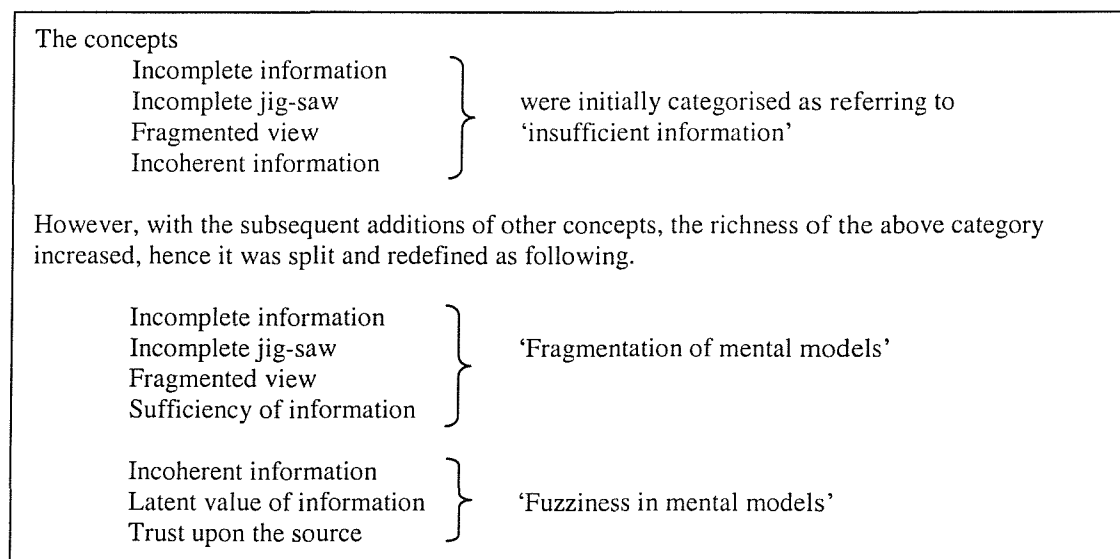 The concepts
Incomplete information
Incomplete jig-saw
Fragmented view
Incoherent information
were initially categorised as referring to
‘insufficient information’
However, with the subsequent additions of other concepts, the richness of the above category
increased, hence it was split and redefined as following.
Incomplete information
Incomplete jig-saw
Fragmented view
Sufficiency of information
‘Fragmentation of mental models’
Incoherent information
Latent value of information
Trust upon the source
‘Fuzziness in mental models’